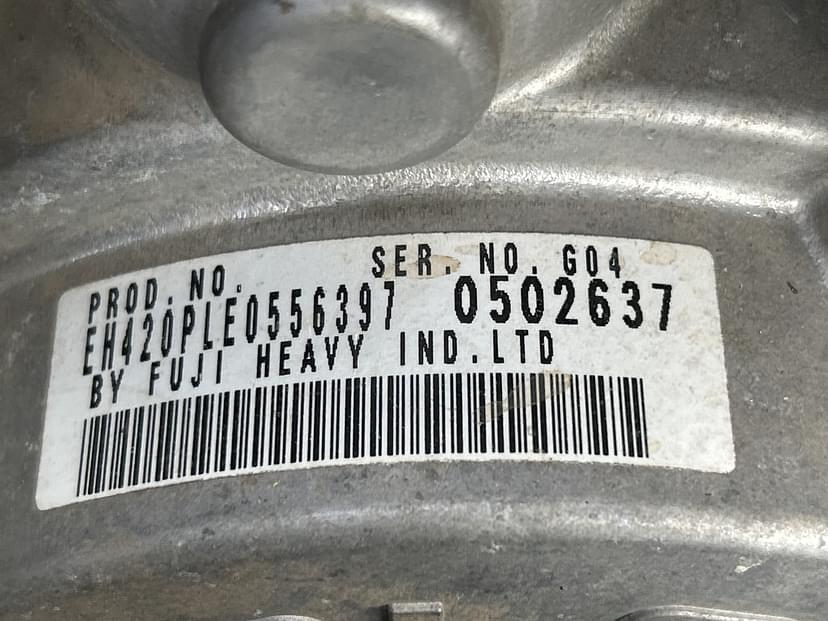 PROD. NO. SER. NO. G04
EH420PLE0556397 0502637
BY FUJI HEAVY IND.LTD